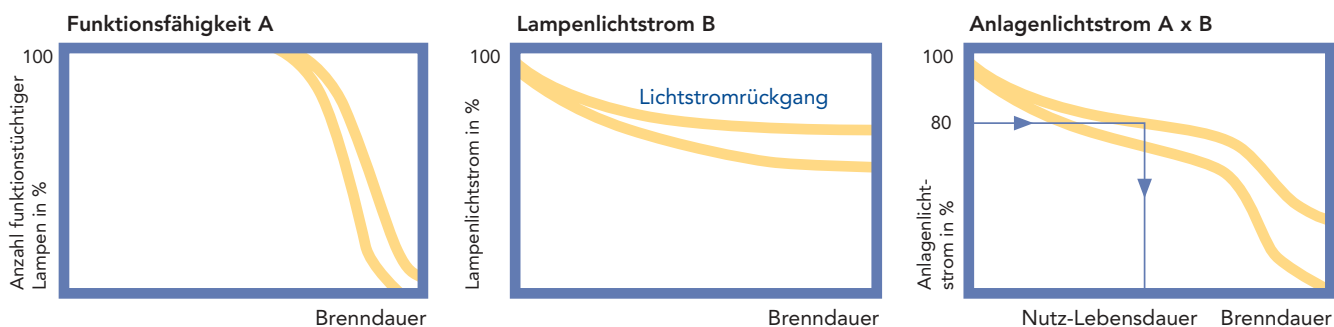 Funktionsfähigkeit A
100
Anzahl funktionstüchtiger
Lampen in %
Brenndauer
Lampenlichtstrom B
100
Lampenlichtstrom in %
Lichtstromrückgang
Brenndauer
Anlagenlichtstrom A x B
100
80
Anlagenlicht-
strom in %
Nutz-Lebensdauer Brenndauer